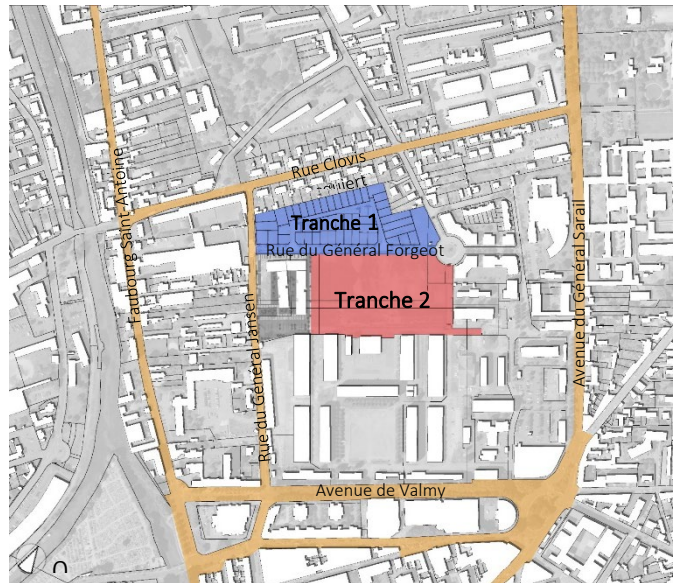 Rue Clovis
Faubourg Saint-Antoine
Tranche 1
Rue du Général Forgeot
Tranche 2
Rue du Général Jansen
Avenue du Général Sarail
Avenue de Valmy